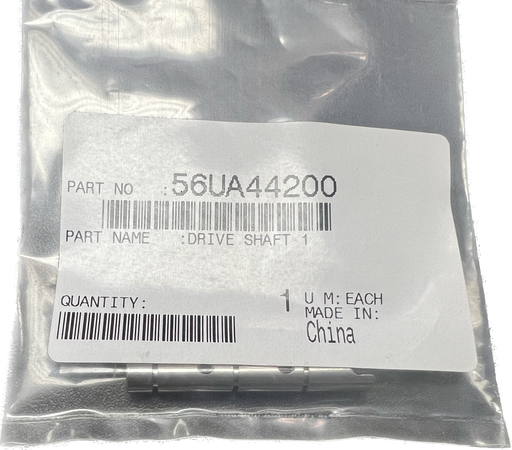 PART NO :56UA44200
PART NAME :DRIVE SHAFT 1
QUANTITY: 1 U M:EACH
MADE IN:
China